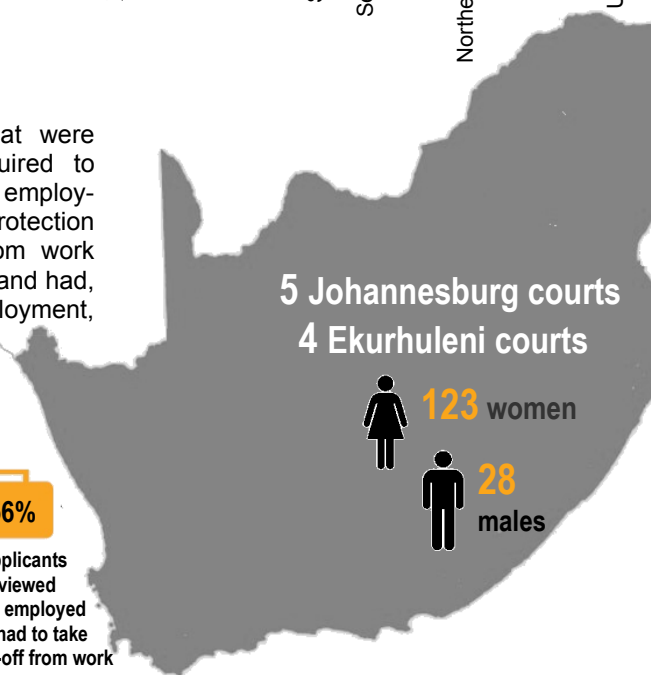 Northe
at were
uired to
employ-
rotection
om work
and had,
loyment,
5 Johannesburg courts
4 Ekurhuleni courts
123 women
28
males
6%
plicants
viewed
employed
had to take
-off from work